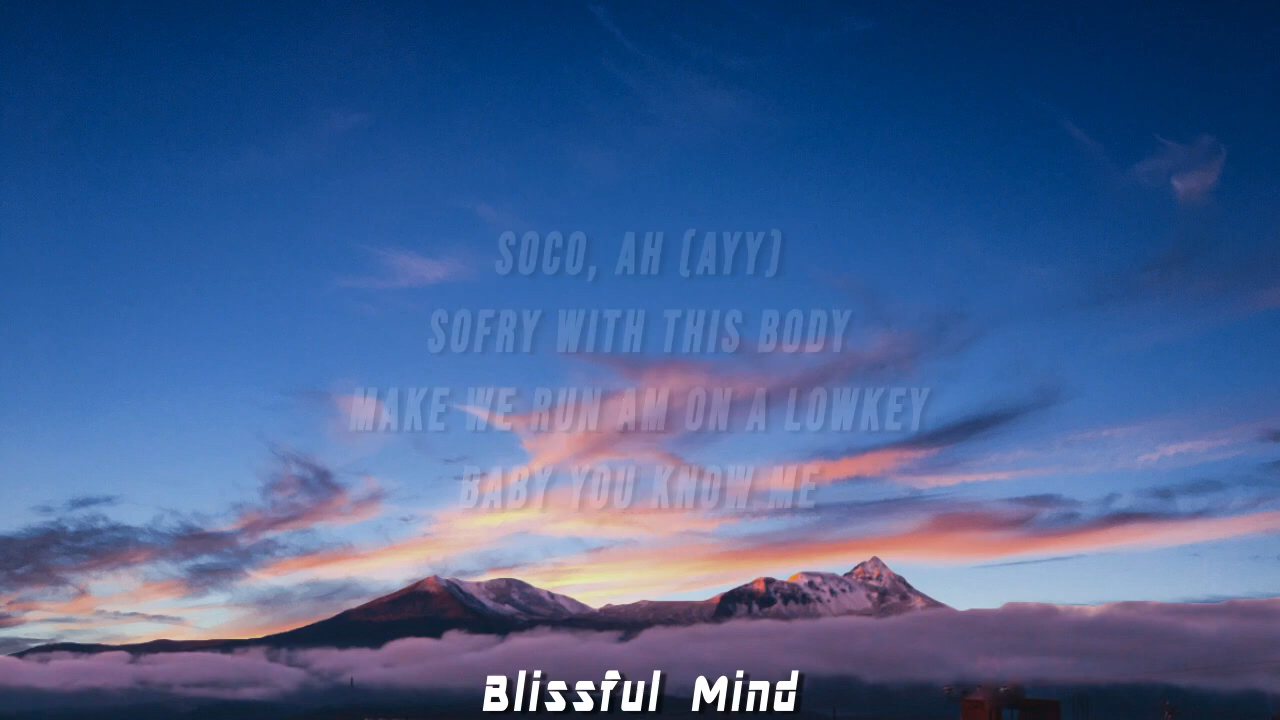 SOCO, AH (AYY)
SOFRY WITH THIS BODY
MAKE WE RUN AM ON A LOWKEY
BABY YOU KNOW ME
Blissful Mind